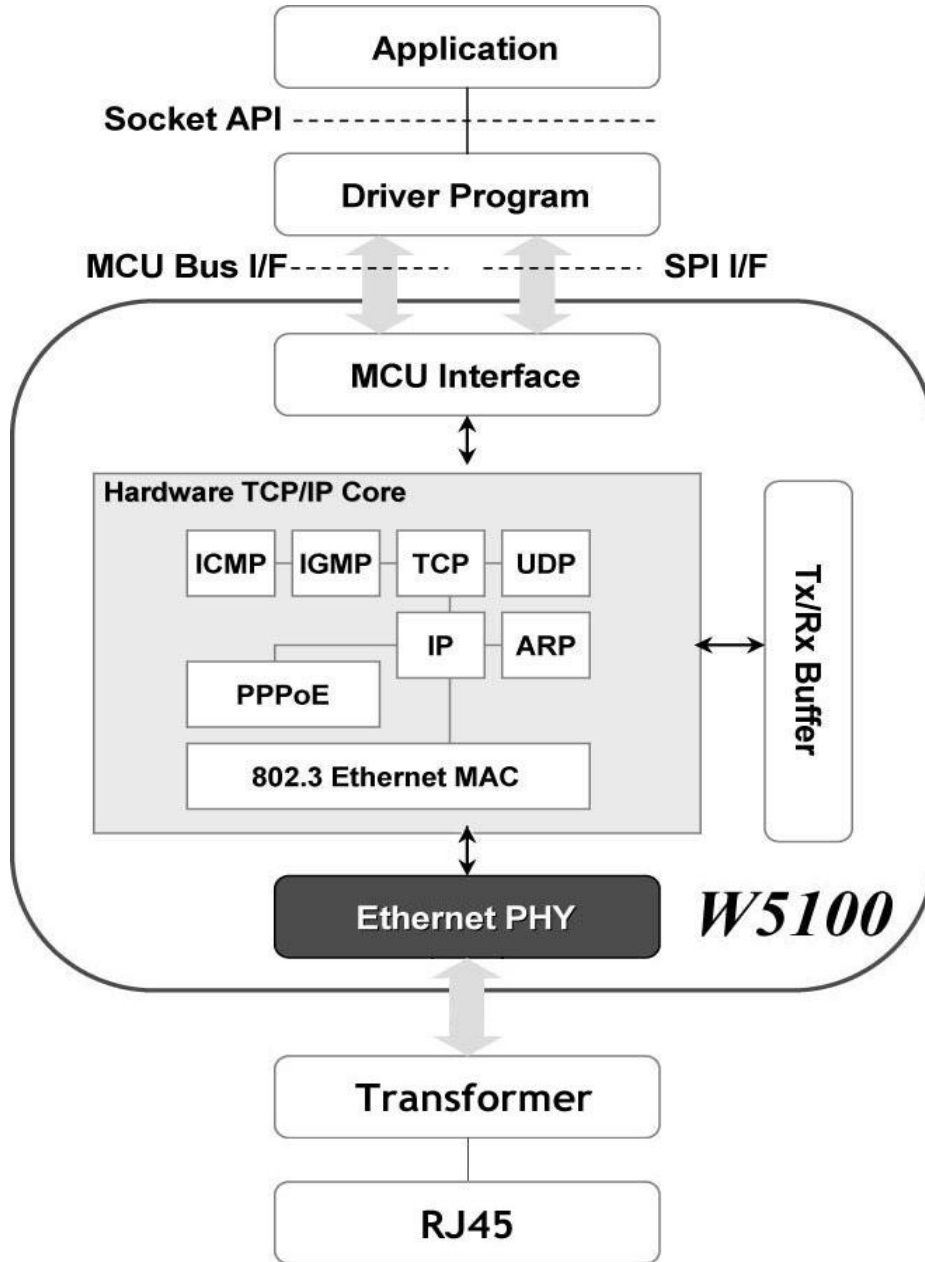 Application
Socket API
Driver Program
MCU Bus I/F
SPI I/F
MCU Interface
Hardware TCP/IP Core
ICMP
IGMP
TCP
UDP
IP
ARP
PPPoE
802.3 Ethernet MAC
Tx/Rx Buffer
Ethernet PHY
W5100
Transformer
RJ45